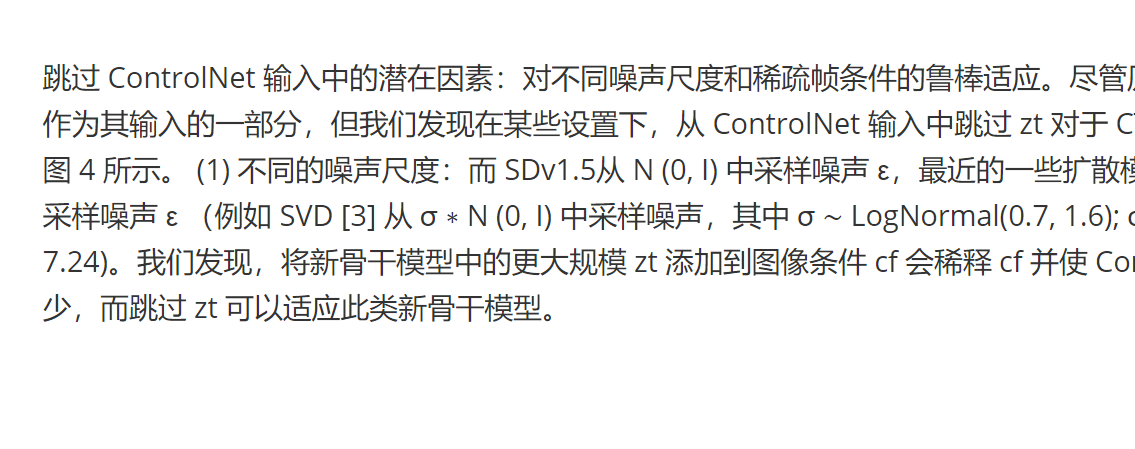 跳过 ControlNet 输入中的潜在因素：对不同噪声尺度和稀疏帧条件的鲁棒适应。尽管
作为其输入的一部分，但我们发现在某些设置下，从 ControlNet 输入中跳过 zt 对于
图 4 所示。 (1) 不同的噪声尺度：而 SDv1.5从 N (0, I) 中采样噪声 ε，最近的一些扩散
采样噪声 ε （例如 SVD [3] 从 σ * N (0, I) 中采样噪声，其中 σ ~ LogNormal(0.7, 1.6);
7.24)。我们发现，将新骨干模型中的更大规模 zt 添加到图像条件 cf 会稀释 cf 并使
少，而跳过 zt 可以适应此类新骨干模型。